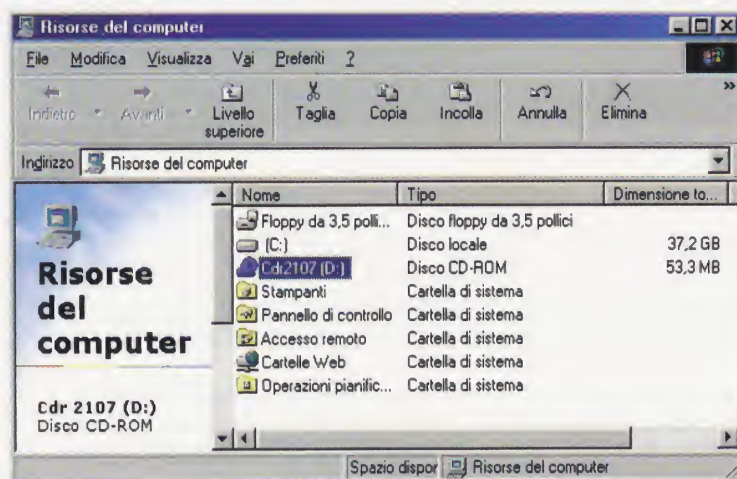 Risorse del computer
File Modifica Visualizza Vai Preferiti ?
Indietro Avanti Livello superiore Taglia Copia Incolla Annulla Elimina »
Indirizzo Risorse del computer
Nome Tipo Dimensione to...
Floppy da 3,5 polli... Disco floppy da 3,5 pollici
(C:) Disco locale 37,2 GB
Cdr2107 (D:) Disco CD-ROM 53,3 MB
Stampanti Cartella di sistema
Pannello di controllo Cartella di sistema
Accesso remoto Cartella di sistema
Cartelle Web Cartella di sistema
Operazioni pianific... Cartella di sistema
Risorse
del
computer
Cdr 2107 (D:)
Disco CD-ROM
Spazio dispor Risorse del computer